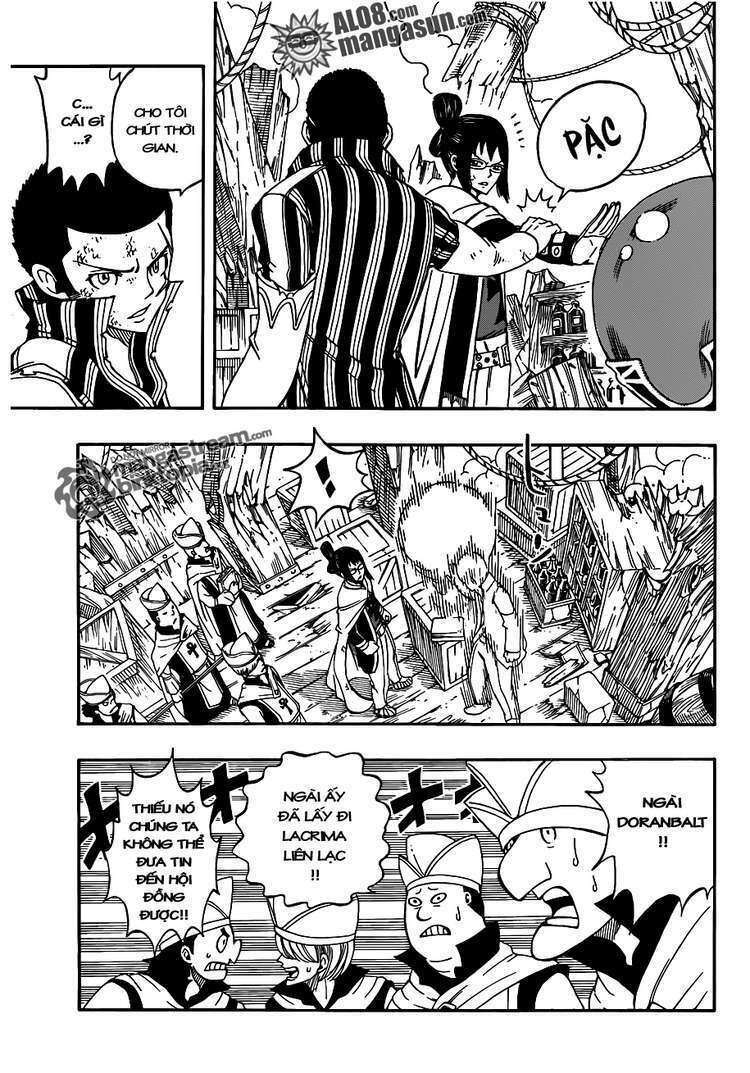 AL08.com
mangasun.com
PẶC
CHO TÔI
CHÚT THỜI
GIAN.
C...
CÁI GÌ
...?
mangastream.com
!
NGÀI
DORANBALT
!!
NGÀI ẤY
ĐÃ LẤY ĐI
LACRIMA
LIÊN LẠC
!!
THIẾU NÓ
CHÚNG TA
KHÔNG THỂ
ĐƯA TIN
ĐẾN HỘI
ĐỒNG
ĐƯỢC!!